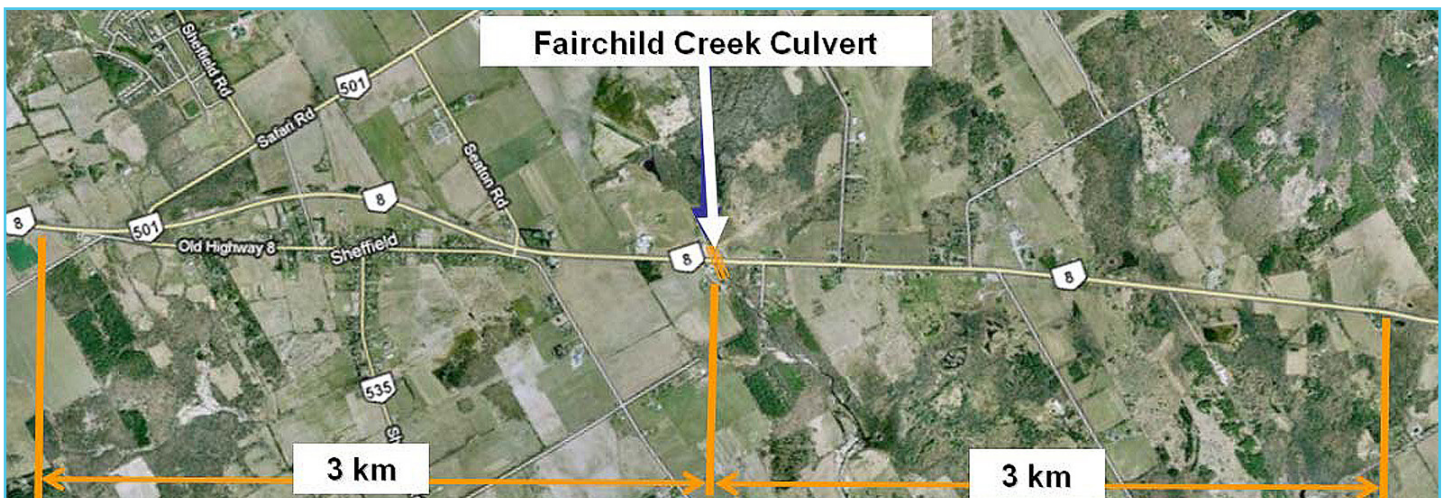 Fairchild Creek Culvert
Sheffield Rd
501
Safari Rd
Seaton Rd
8
8
501
Old Highway 8
Sheffield
8
8
535
Sh
3 km
3 km